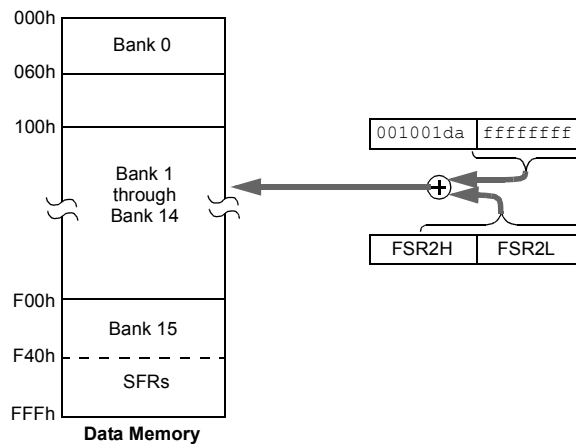 000h
Bank 0
060h
100h
001001da ffffffff
Bank 1
through
Bank 14
FSR2H FSR2L
F00h
Bank 15
F40h
SFRs
FFFh
Data Memory